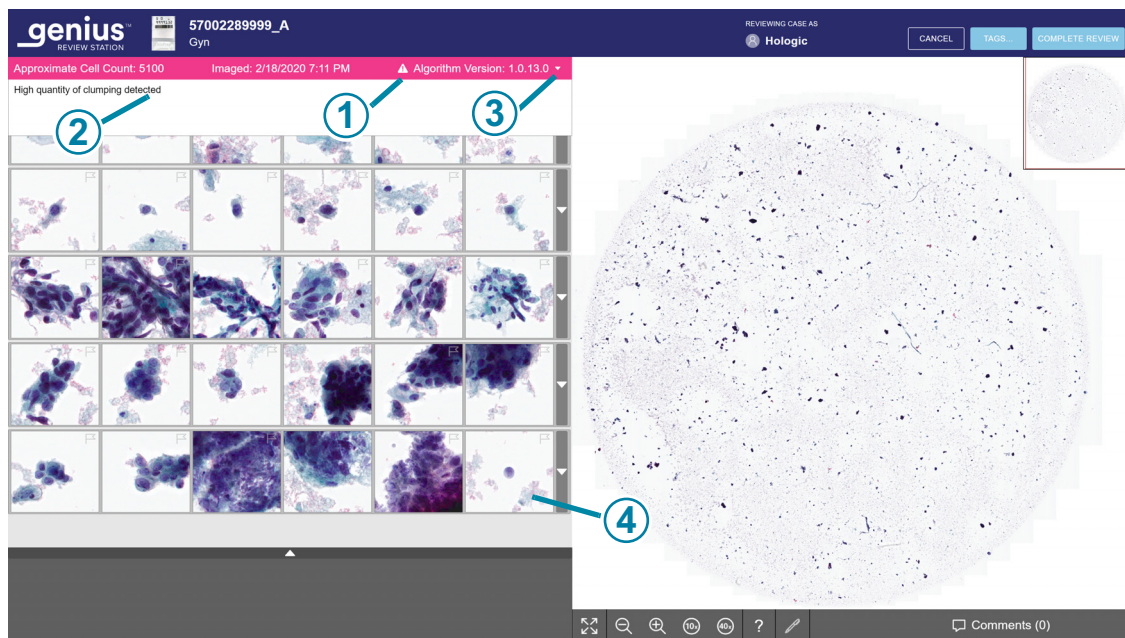 genius™
REVIEW STATION
57002289999_A
Gyn
REVIEWING CASE AS
Hologic
CANCEL
TAGS...
COMPLETE REVIEW
Approximate Cell Count: 5100
Imaged: 2/18/2020 7:11 PM
Algorithm Version: 1.0.13.0
High quantity of clumping detected
1
2
3
4
10x
40x
?
Comments (0)